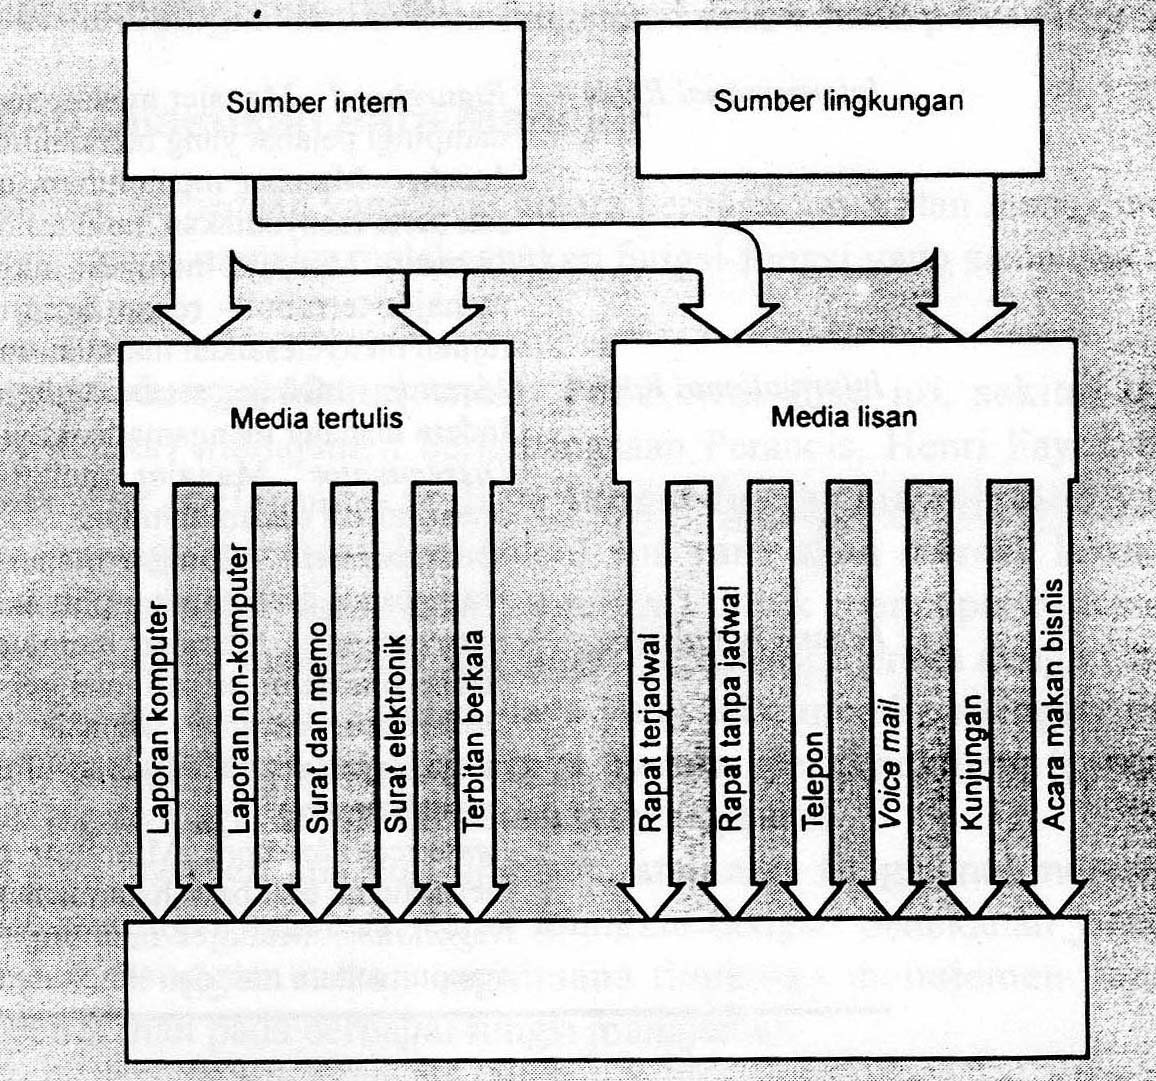 Sumber intern
Sumber lingkungan
Media tertulis
Media lisan
Laporan komputer
Laporan non-komputer
Surat dan memo
Surat elektronik
Terbitan berkala
Rapat terjadwal
Rapat tanpa jadwal
Telepon
Voice mail
Kunjungan
Acara makan bisnis